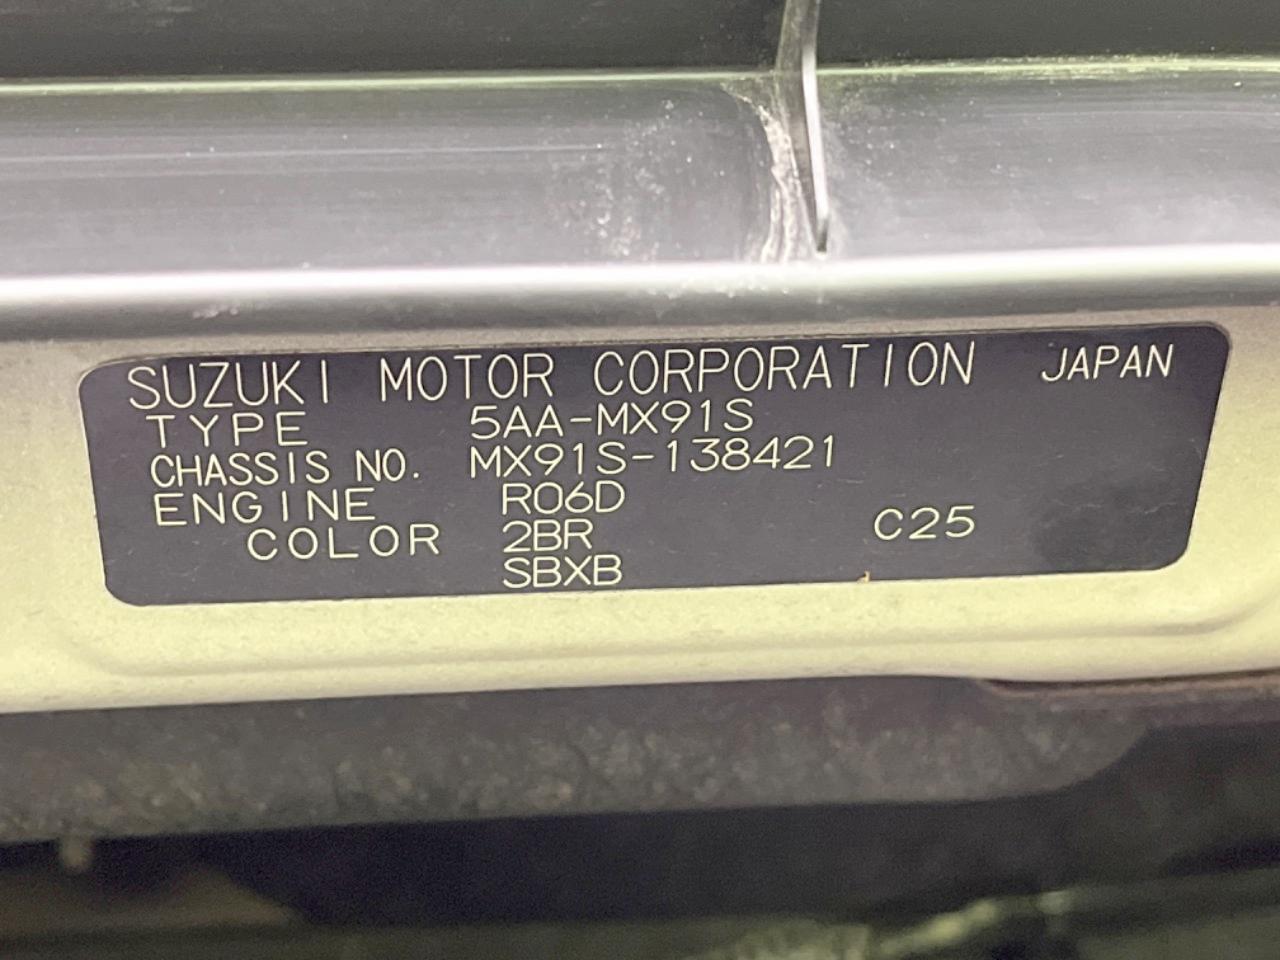 SUZUKI MOTOR CORPORATION JAPAN
TYPE 5AA-MX91S
CHASSIS NO. MX91S-138421
ENGINE R06D
COLOR 2BR C25
SBXB